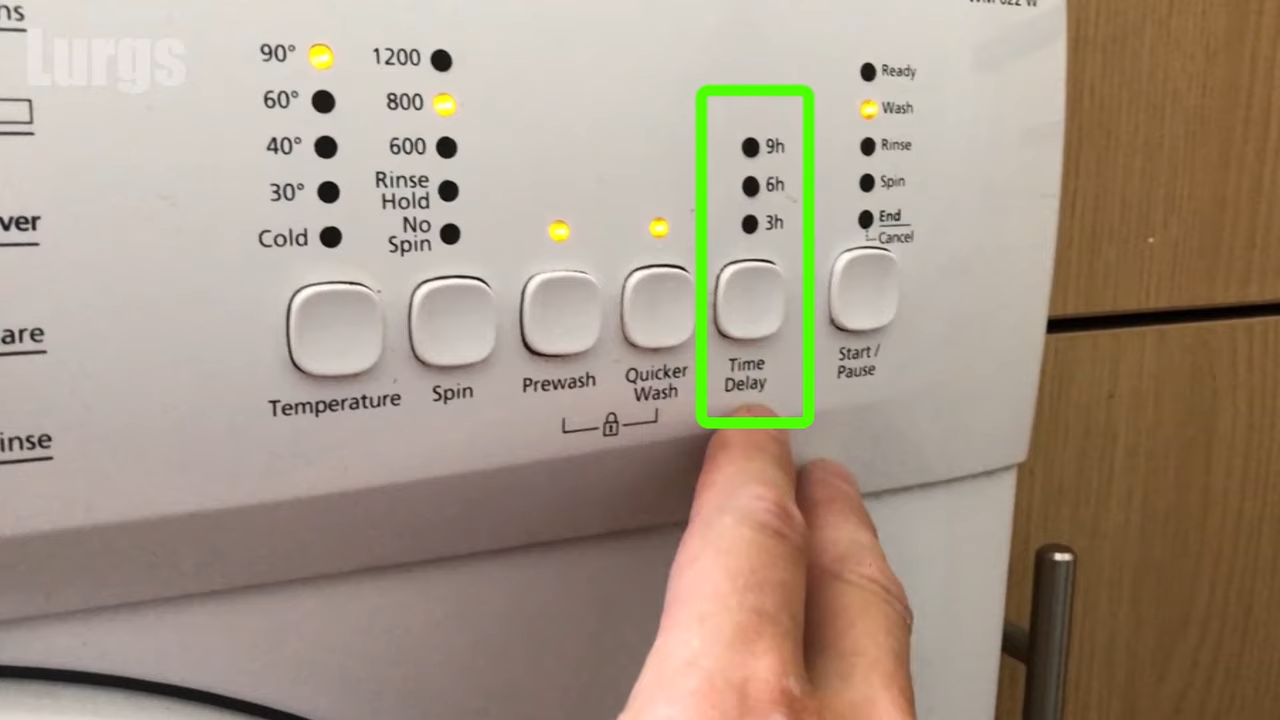 Lurgs
ns
ver
are
inse
90°
60°
40°
30°
Cold
Temperature
1200
800
600
Rinse
Hold
No
Spin
Spin
Prewash
Quicker
Wash
9h
6h
3h
Time
Delay
Ready
Wash
Rinse
Spin
End
Cancel
Start /
Pause